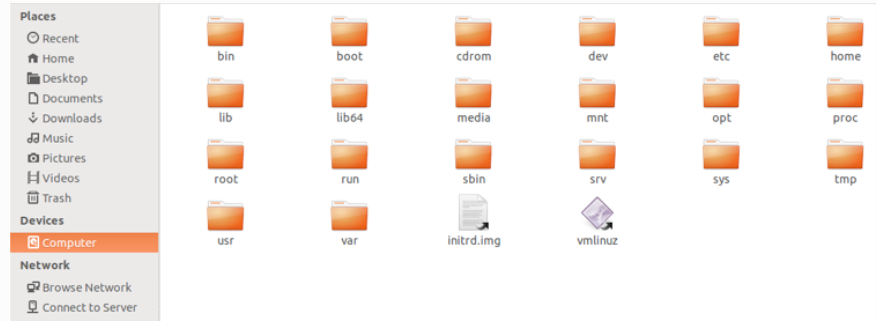 Places
Recent
Home
Desktop
Documents
Downloads
Music
Pictures
Videos
Trash
Devices
Computer
Network
Browse Network
Connect to Server
bin boot cdrom dev etc home
lib lib64 media mnt opt proc
root run sbin srv sys tmp
usr var initrd.img vmlinuz